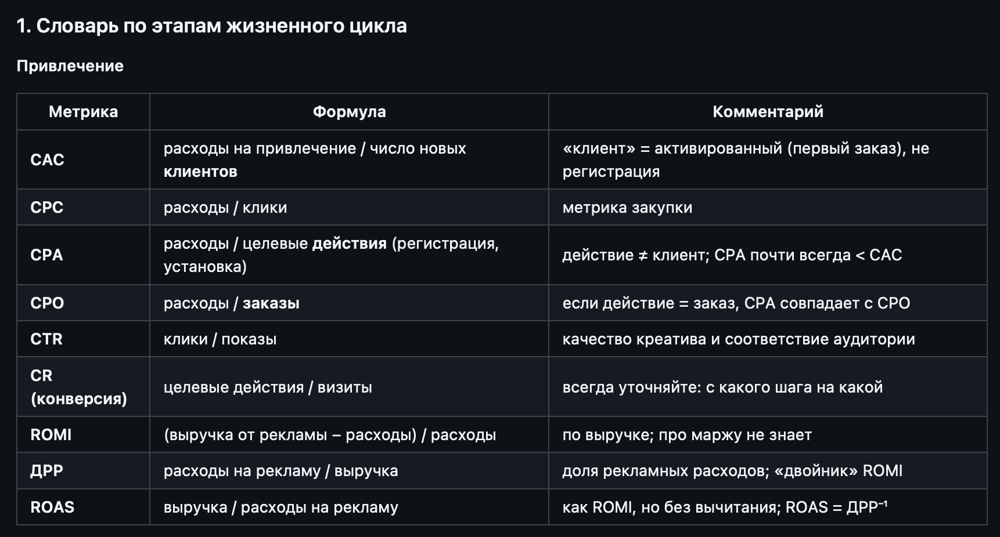 1. Словарь по этапам жизненного цикла
Привлечение
Метрика
Формула
Комментарий
CAC
расходы на привлечение / число новых
клиентов
«клиент» = активированный (первый заказ), не
регистрация
CPC
расходы / клики
метрика закупки
CPA
расходы / целевые действия (регистрация,
установка)
действие ≠ клиент; CPA почти всегда < CAC
CPO
расходы / заказы
если действие = заказ, CPA совпадает с CPO
CTR
клики / показы
качество креатива и соответствие аудитории
CR
(конверсия)
целевые действия / визиты
всегда уточняйте: с какого шага на какой
ROMI
(выручка от рекламы − расходы) / расходы
по выручке; про маржу не знает
ДРР
расходы на рекламу / выручка
доля рекламных расходов; «двойник» ROMI
ROAS
выручка / расходы на рекламу
как ROMI, но без вычитания; ROAS = ДРР⁻¹